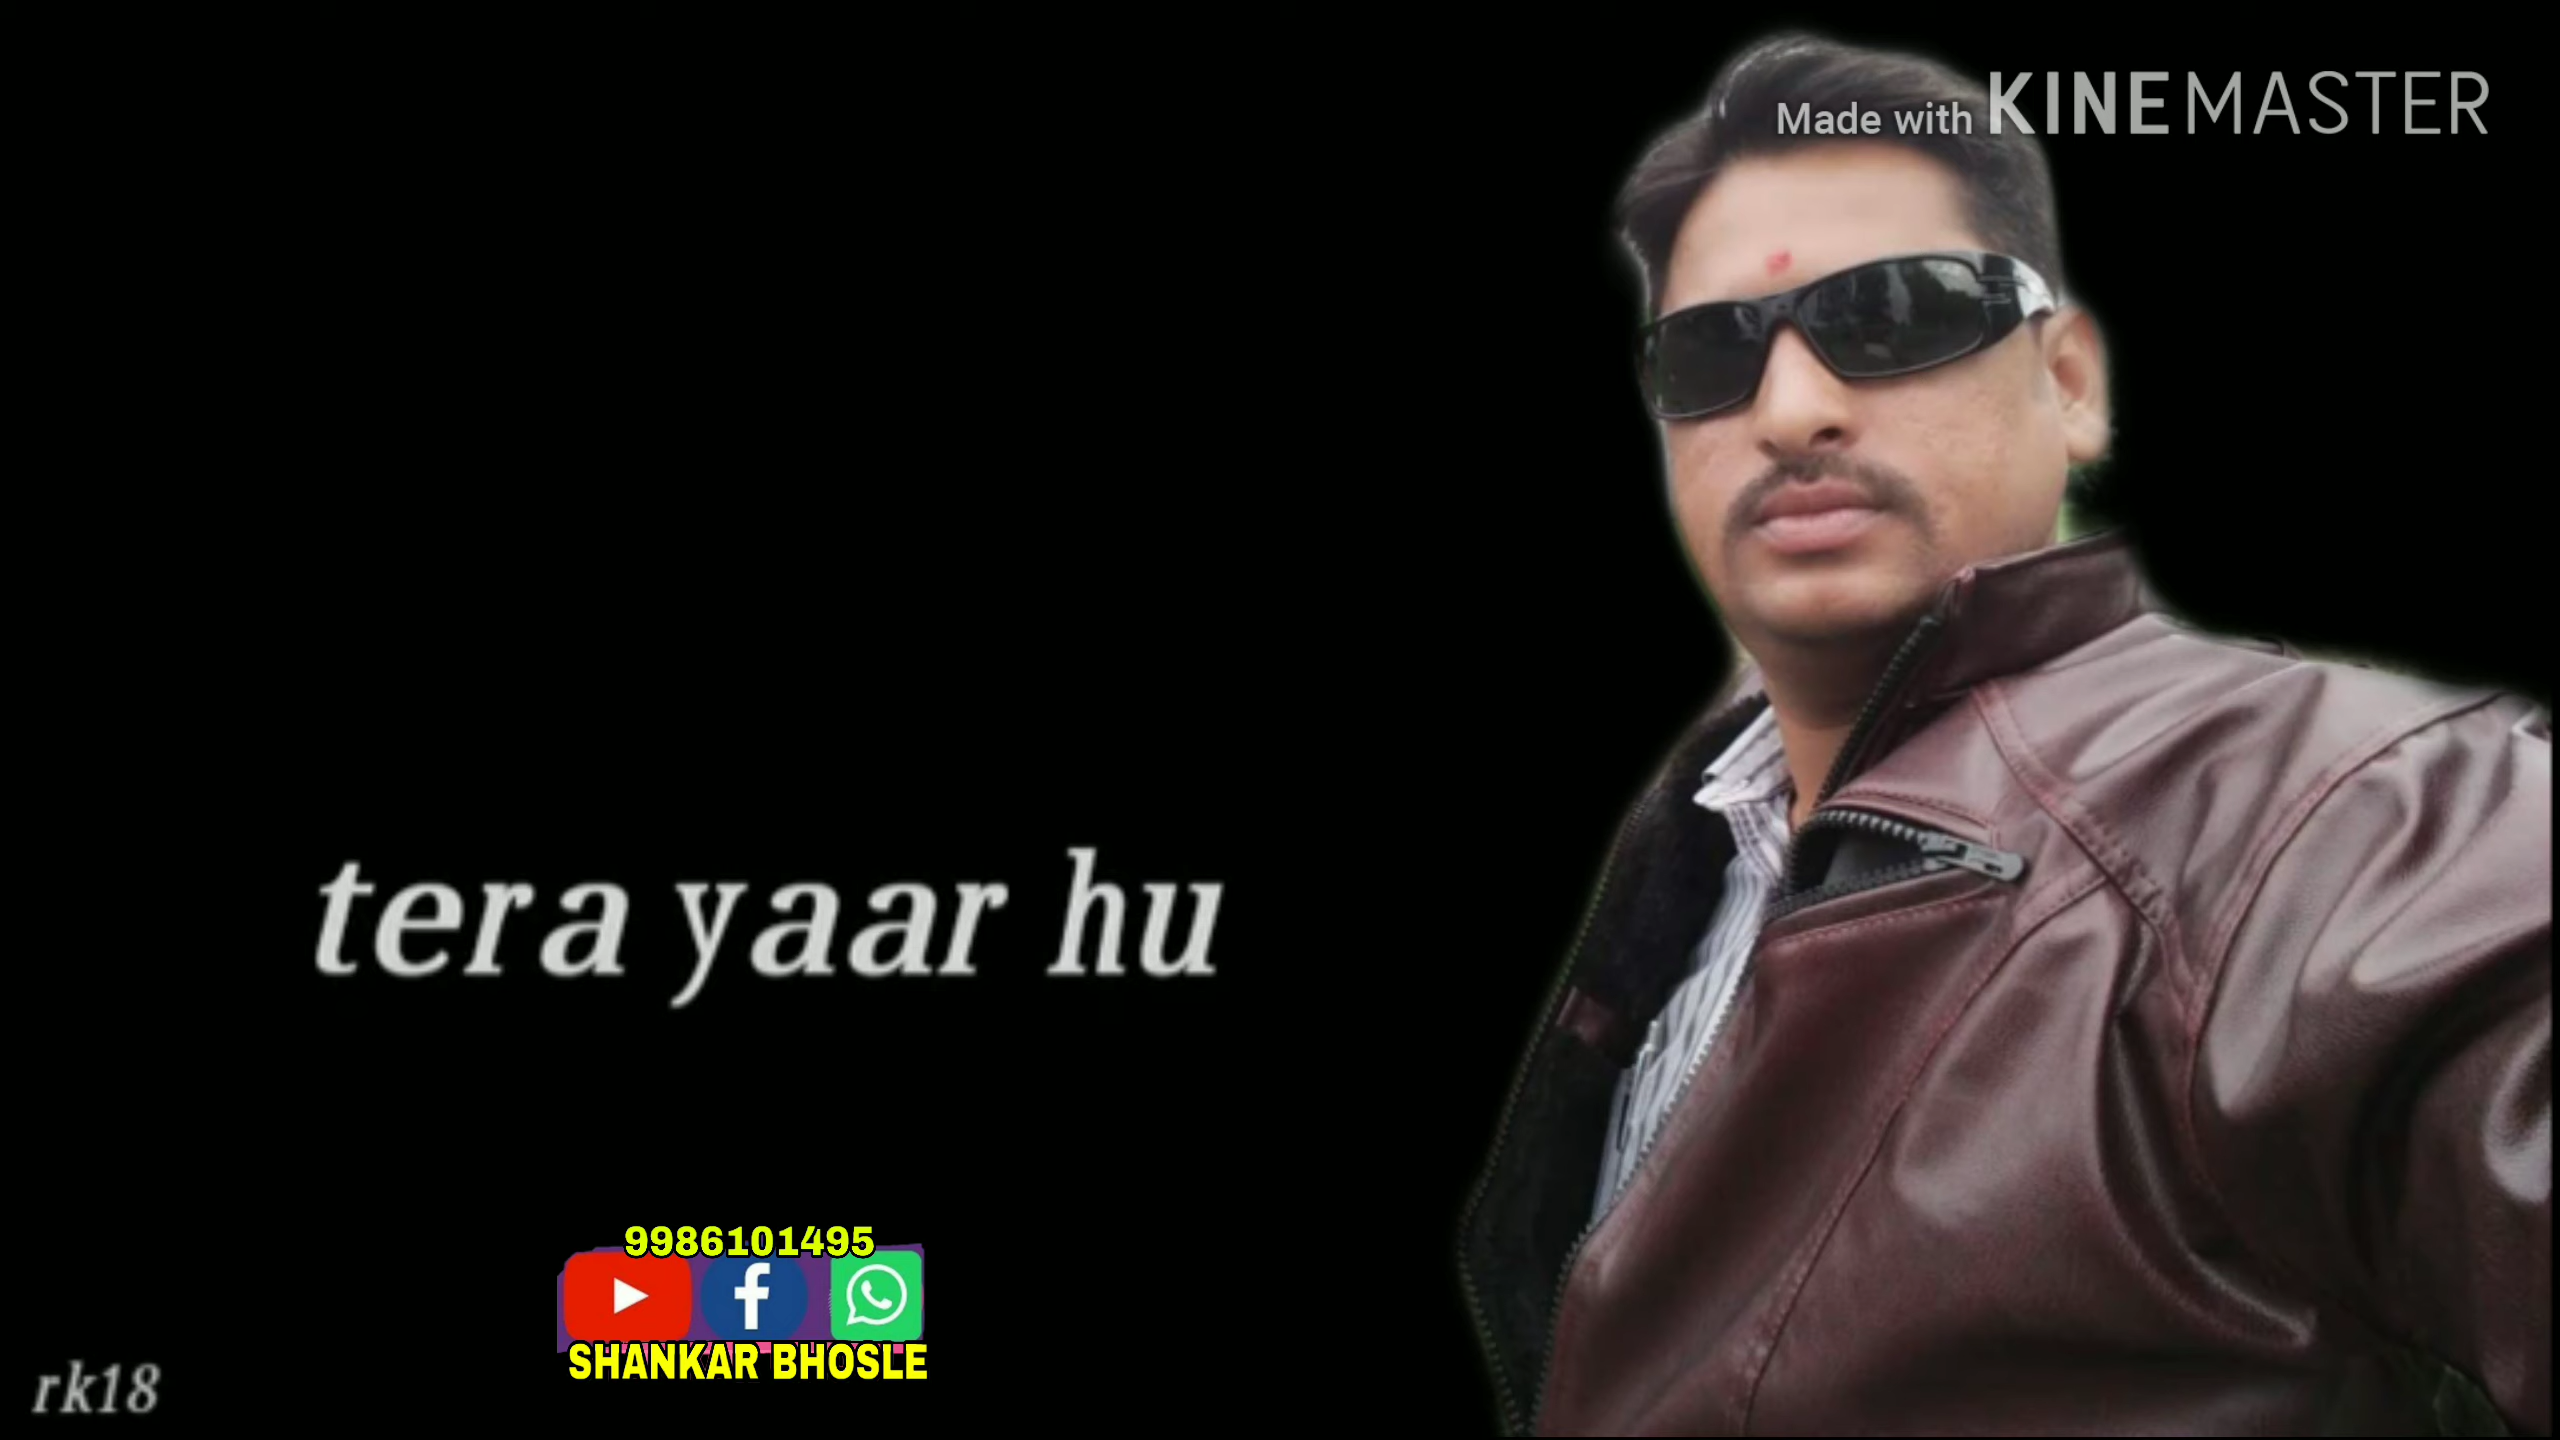 Made with KINEMASTER
tera yaar hu
9986101495
SHANKAR BHOSLE
rk18